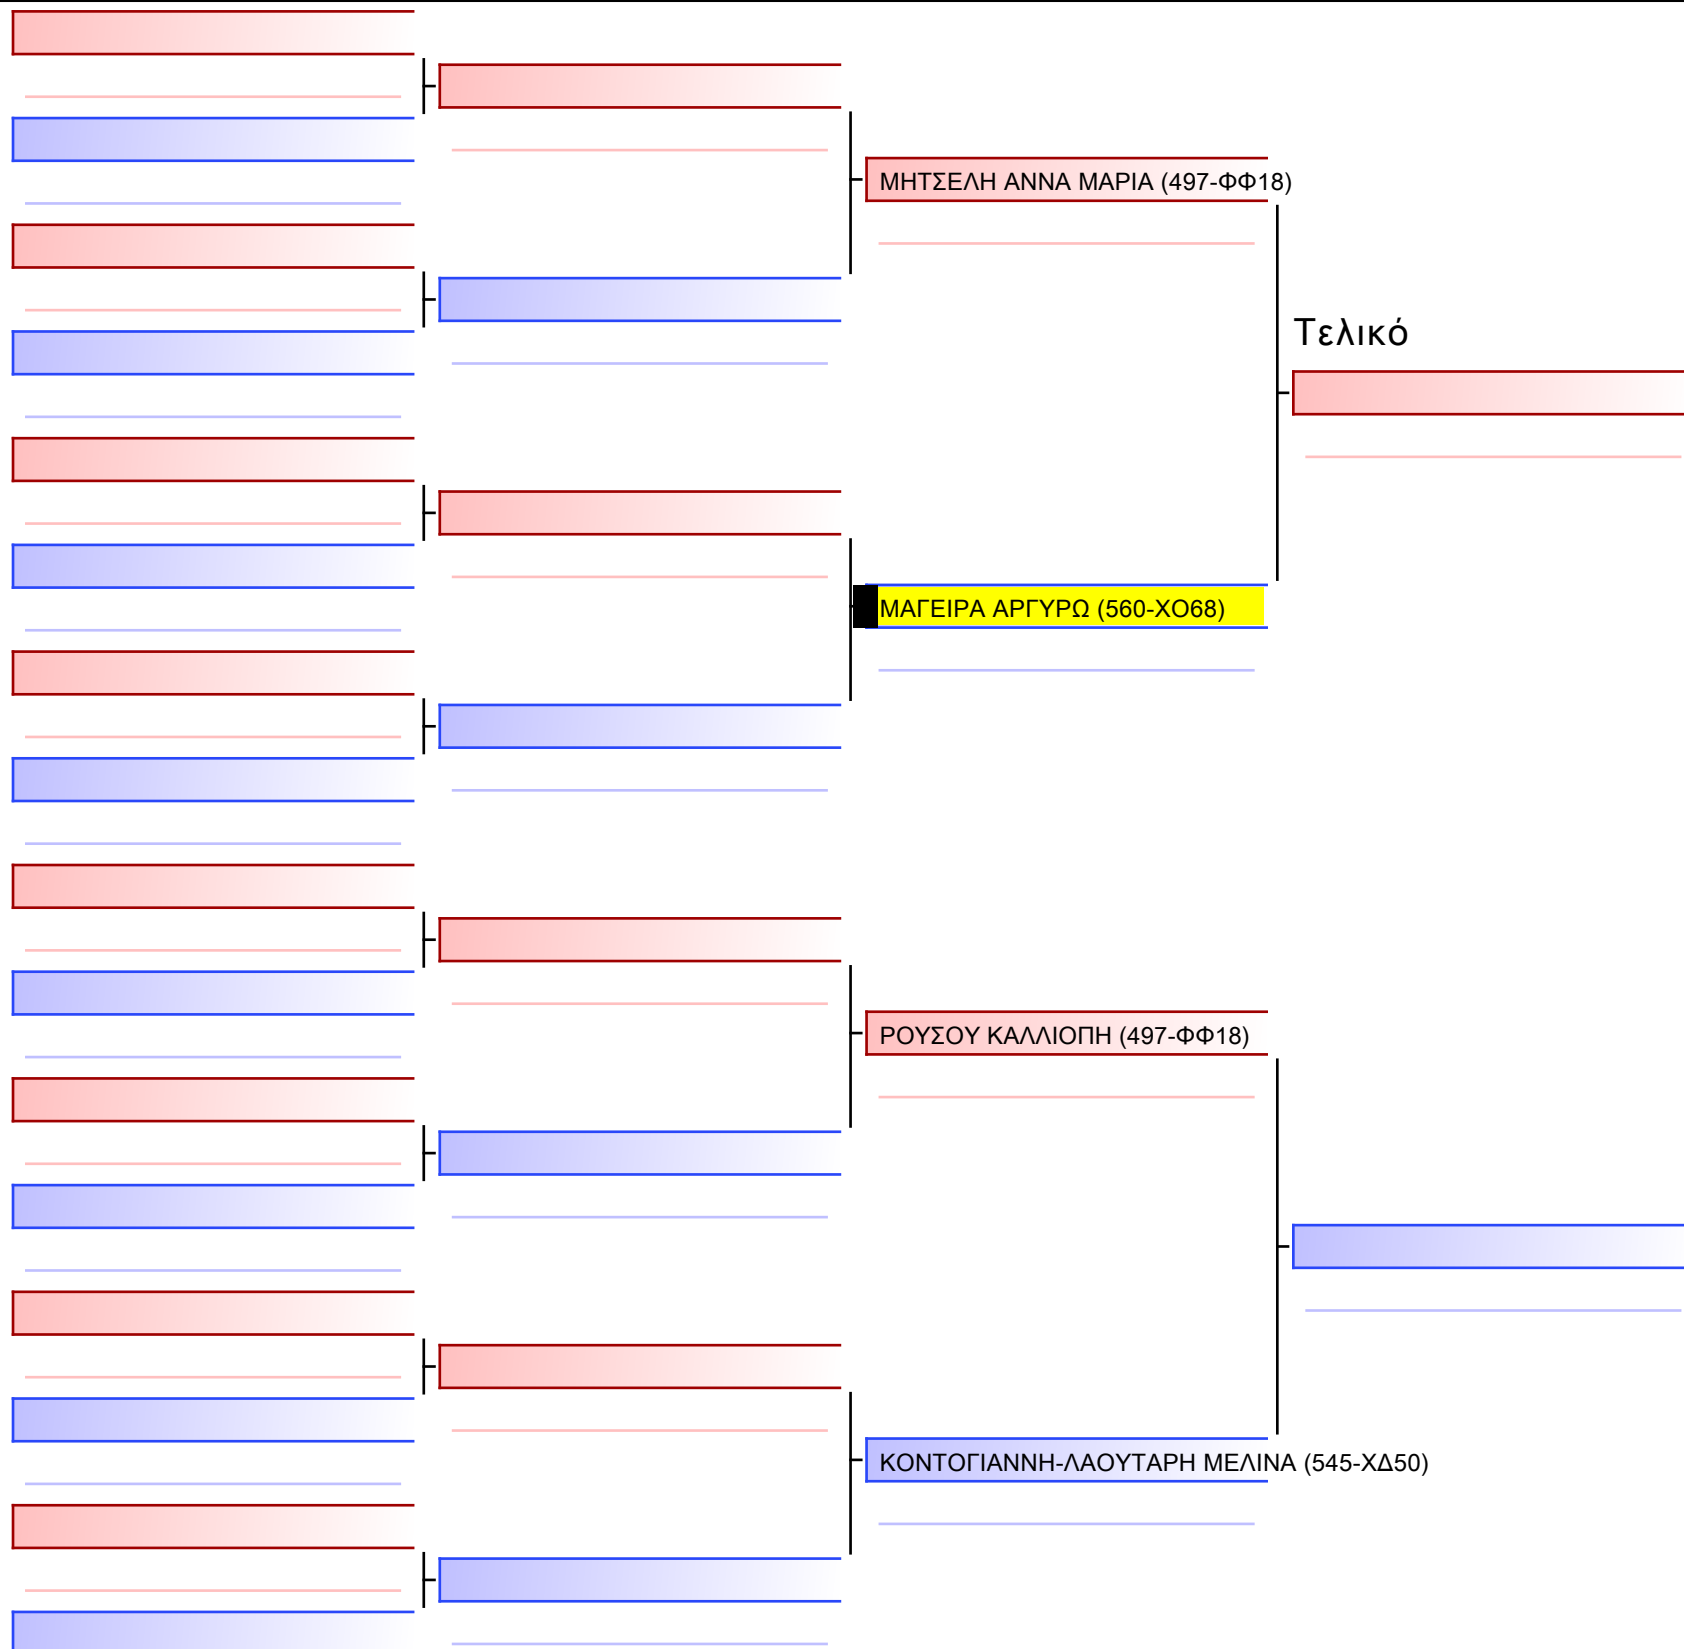 ΜΗΤΣΕΛΗ ΑΝΝΑ ΜΑΡΙΑ (497-ΦΦ18)
Τελικό
ΜΑΓΕΙΡΑ ΑΡΓΥΡΩ (560-ΧΟ68)
ΡΟΥΣΟΥ ΚΑΛΛΙΟΠΗ (497-ΦΦ18)
ΚΟΝΤΟΓΙΑΝΝΗ-ΛΑΟΥΤΑΡΗ ΜΕΛΙΝΑ (545-ΧΔ50)